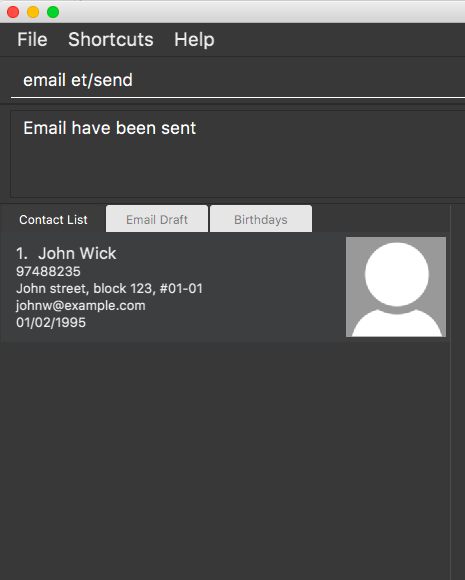 File Shortcuts Help
email et/send
Email have been sent
Contact List Email Draft Birthdays
1. John Wick
97488235
John street, block 123, #01-01
johnw@example.com
01/02/1995